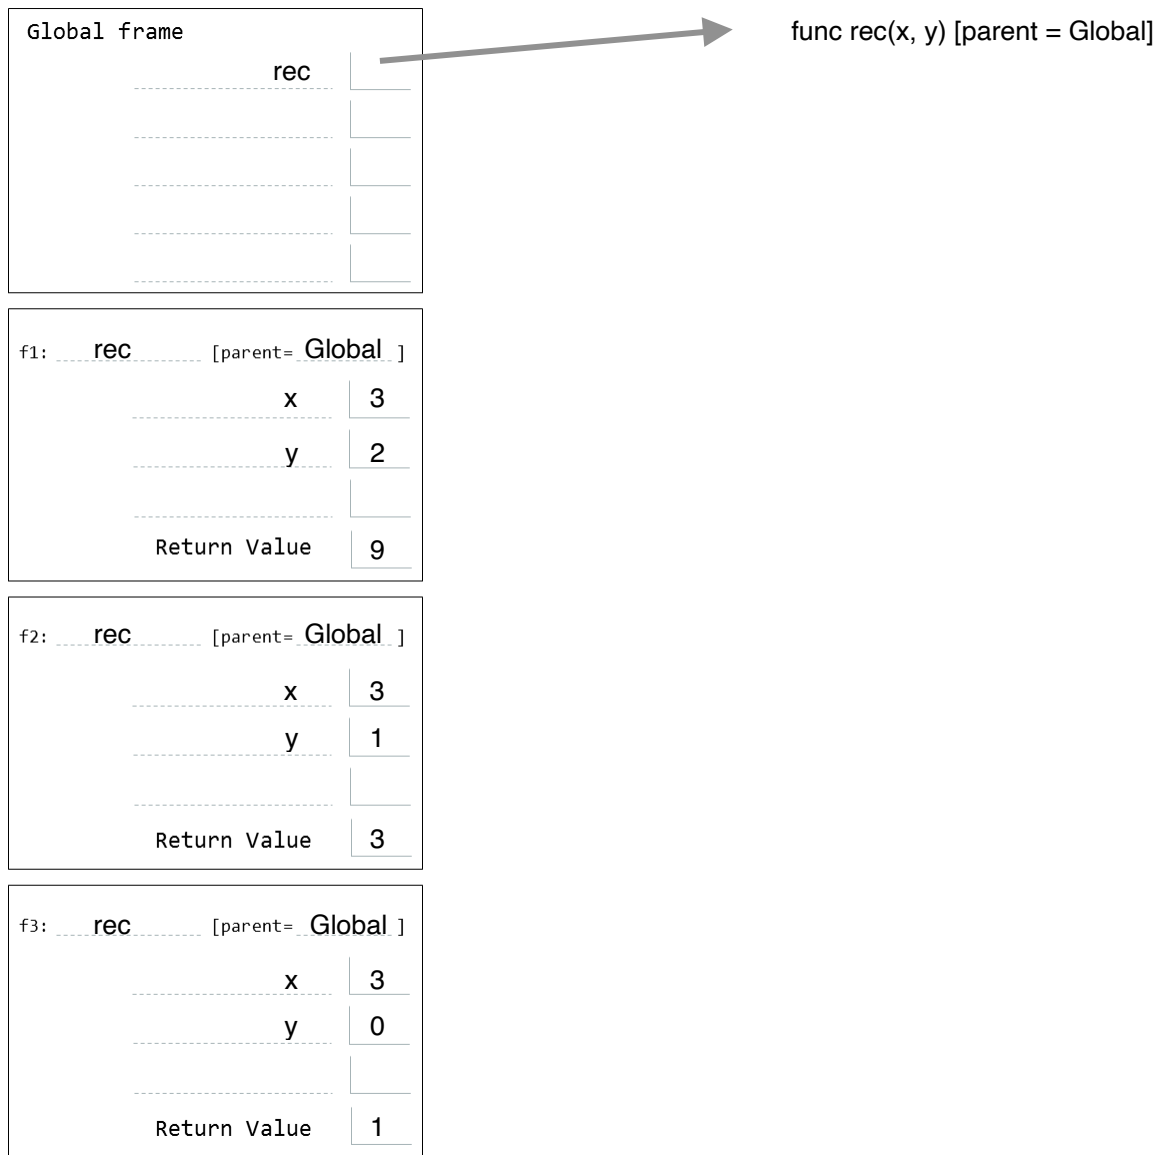 Global frame
func rec(x, y) [parent = Global]
rec
f1: rec [parent= Global ]
x 3
y 2
Return Value 9
f2: rec [parent= Global ]
x 3
y 1
Return Value 3
f3: rec [parent= Global ]
x 3
y 0
Return Value 1